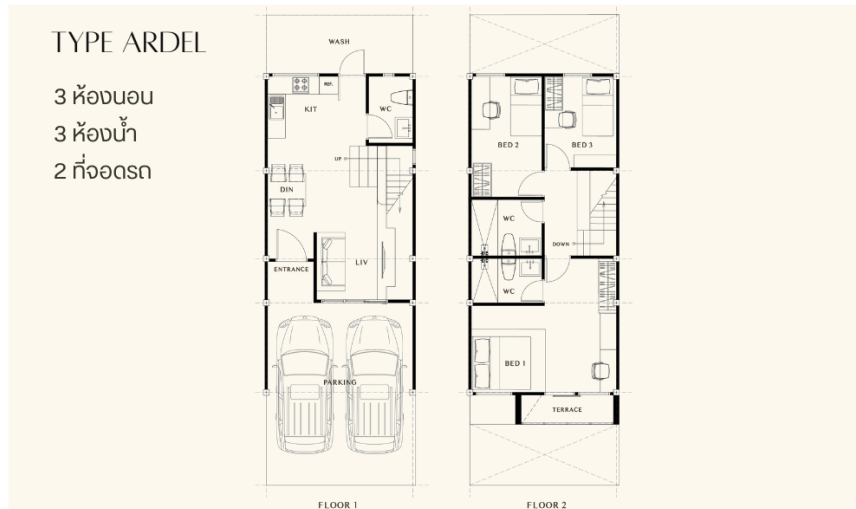 TYPE ARDEL
3 ห้องนอน
3 ห้องน้ำ
2 ที่จอดรถ
WASH
REF.
KIT
WC
UP
DIN
LIV
ENTRANCE
PARKING
FLOOR 1
BED 2
BED 3
WC
DOWN
WC
BED 1
TERRACE
FLOOR 2